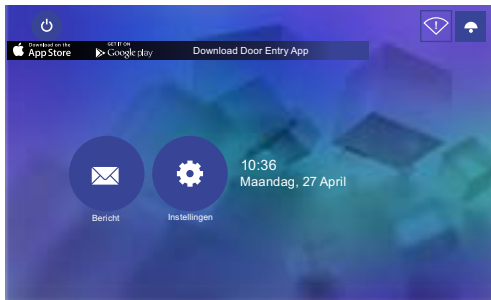 Download on the
App Store
GET IT ON
Google play
Download Door Entry App
10:36
Maandag, 27 April
Bericht
Instellingen